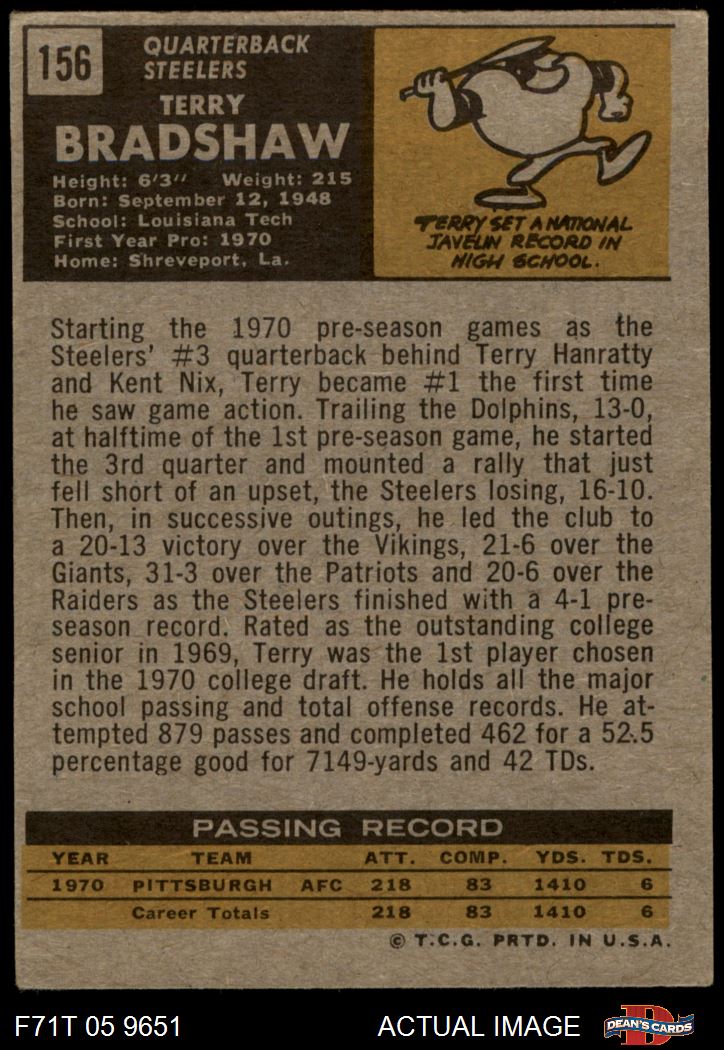 156
QUARTERBACK
STEELERS
TERRY
BRADSHAW
Height: 6'3" Weight: 215
Born: September 12, 1948
School: Louisiana Tech
First Year Pro: 1970
Home: Shreveport, La.
TERRY SET A NATIONAL
JAVELIN RECORD IN
HIGH SCHOOL.
Starting the 1970 pre-season games as the
Steelers' #3 quarterback behind Terry Hanratty
and Kent Nix, Terry became #1 the first time
he saw game action. Trailing the Dolphins, 13-0,
at halftime of the 1st pre-season game, he started
the 3rd quarter and mounted a rally that just
fell short of an upset, the Steelers losing, 16-10.
Then, in successive outings, he led the club to
a 20-13 victory over the Vikings, 21-6 over the
Giants, 31-3 over the Patriots and 20-6 over the
Raiders as the Steelers finished with a 4-1 pre-
season record. Rated as the outstanding college
senior in 1969, Terry was the 1st player chosen
in the 1970 college draft. He holds all the major
school passing and total offense records. He at-
tempted 879 passes and completed 462 for a 52.5
percentage good for 7149-yards and 42 TDs.
PASSING RECORD
YEAR TEAM ATT. COMP. YDS. TDS.
1970 PITTSBURGH AFC 218 83 1410 6
Career Totals 218 83 1410 6
© T.C.G. PRTD. IN U.S.A.
F71T 05 9651 ACTUAL IMAGE D DEAN'S CARDS